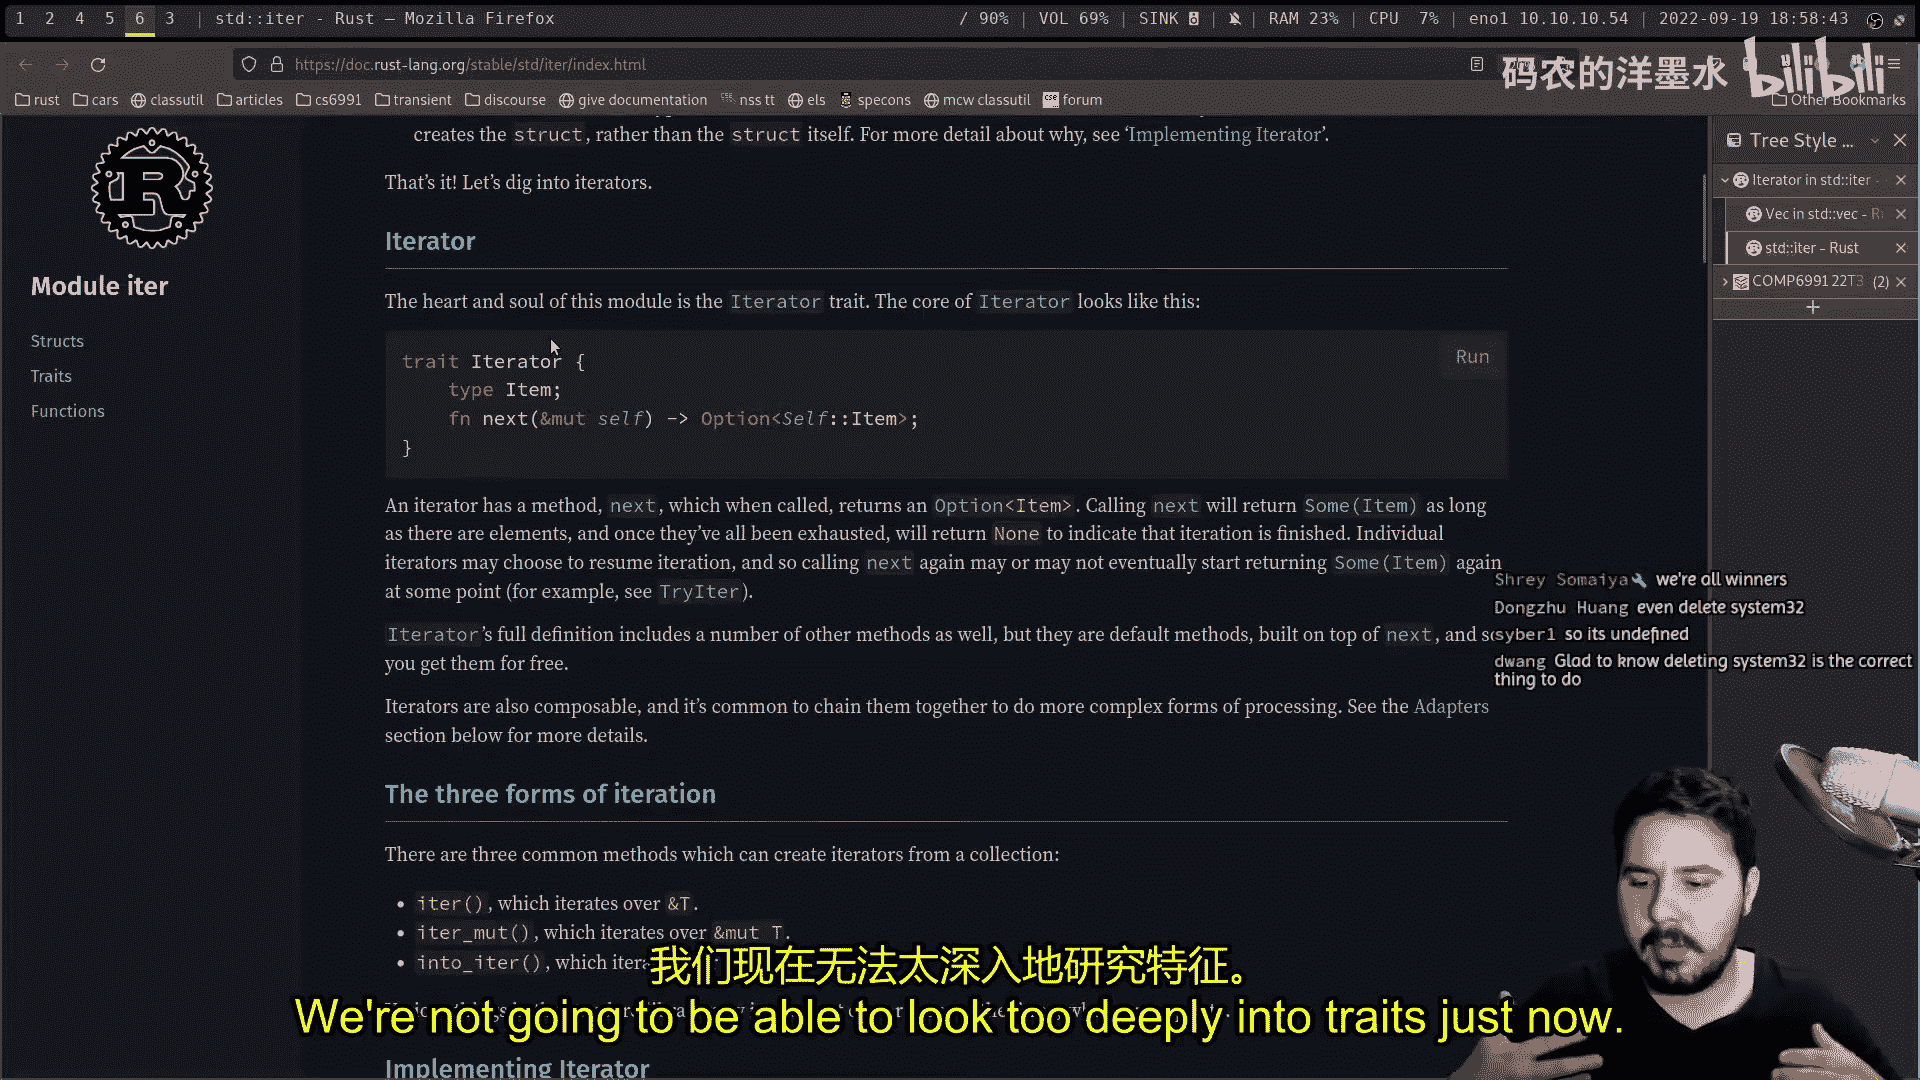 1 2 4 5 6 3 | std::iter - Rust — Mozilla Firefox
/ 90% | VOL 69% | SINK | | RAM 23% | CPU 7% | eno1 10.10.10.54 | 2022-09-19 18:58:43
https://doc.rust-lang.org/stable/std/iter/index.html
码农的洋墨水 bilibili
rust cars classutil articles cs6991 transient discourse give documentation nss tt els specons mcw classutil forum
Other Bookmarks
creates the struct, rather than the struct itself. For more detail about why, see ‘Implementing Iterator’.
That’s it! Let’s dig into iterators.
Module iter
Structs
Traits
Functions
Iterator
The heart and soul of this module is the Iterator trait. The core of Iterator looks like this:
Run
trait Iterator {
type Item;
fn next(&mut self) -> Option<Self::Item>;
}
An iterator has a method, next, which when called, returns an Option<Item>. Calling next will return Some(Item) as long
as there are elements, and once they’ve all been exhausted, will return None to indicate that iteration is finished. Individual
iterators may choose to resume iteration, and so calling next again may or may not eventually start returning Some(Item) again
at some point (for example, see TryIter).
Iterator’s full definition includes a number of other methods as well, but they are default methods, built on top of next, and so
you get them for free.
Iterators are also composable, and it’s common to chain them together to do more complex forms of processing. See the Adapters
section below for more details.
The three forms of iteration
There are three common methods which can create iterators from a collection:
• iter(), which iterates over &T.
• iter_mut(), which iterates over &mut T.
• into_iter(), which
Implementing Iterator
Tree Style ...
Iterator in std::iter -
Vec in std::vec - R
std::iter - Rust
COMP6991 22T3 (2)
Shrey Somaiya we're all winners
Dongzhu Huang even delete system32
syber1 so its undefined
dwang Glad to know deleting system32 is the correct
thing to do
我们现在无法太深入地研究特征。
We're not going to be able to look too deeply into traits just now.